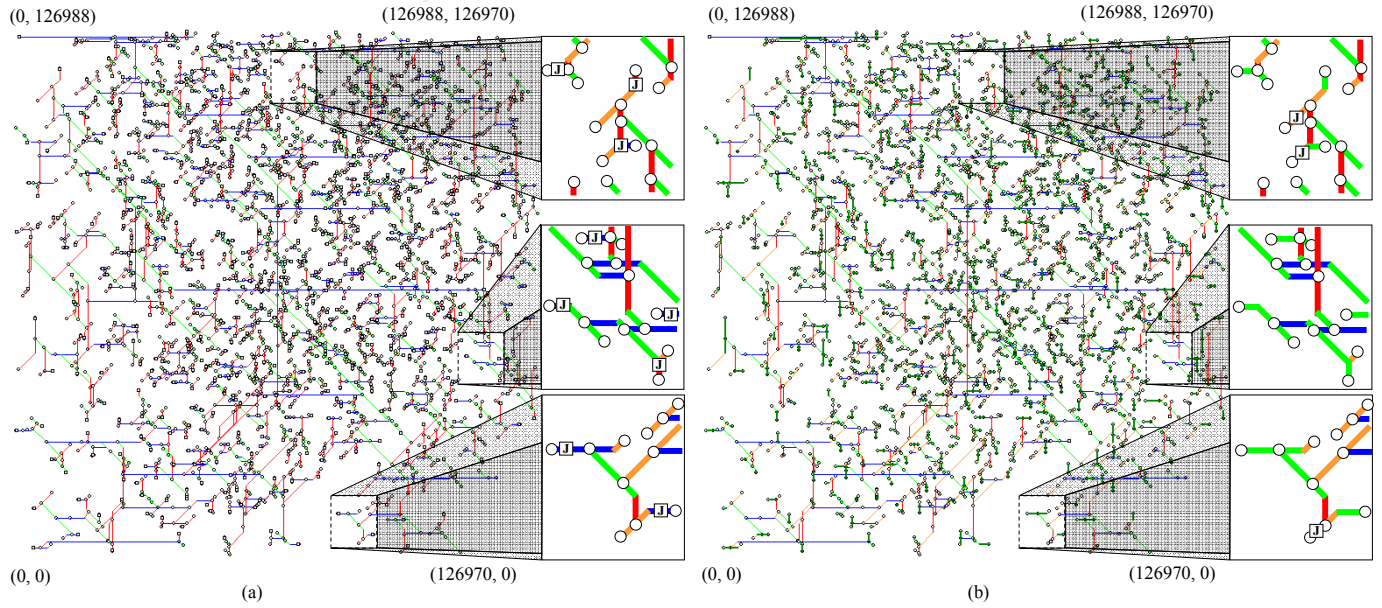 (0, 126988)
(126988, 126970)
(0, 126988)
(126988, 126970)
J
J
J
J
J
J
J
J
J
J
J
J
(0, 0)
(126970, 0)
(0, 0)
(126970, 0)
(a)
(b)